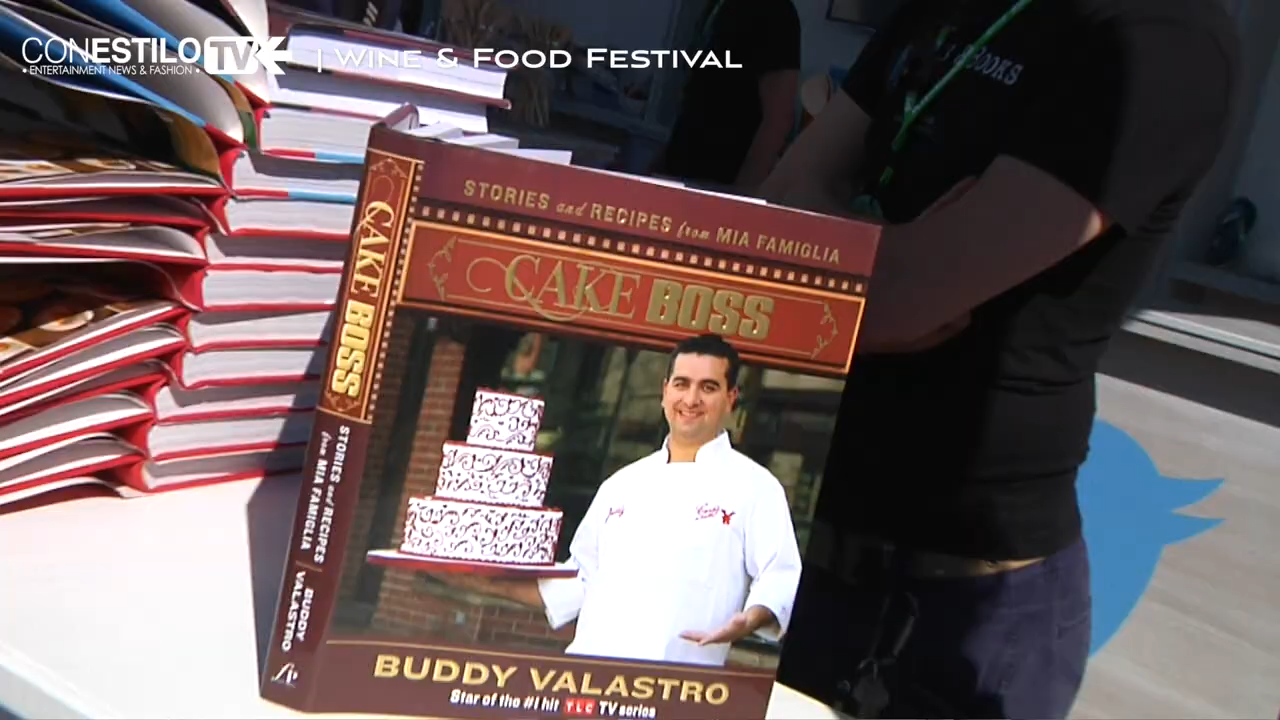 CONESTILO TV
• ENTERTAINMENT NEWS & FASHION •
| WINE & FOOD FESTIVAL
BOOKS
STORIES and RECIPES from MIA FAMIGLIA
CAKE BOSS
BUDDY VALASTRO
Star of the #1 hit TLC TV series
CAKE BOSS
STORIES and RECIPES
from MIA FAMIGLIA
BUDDY
VALASTRO